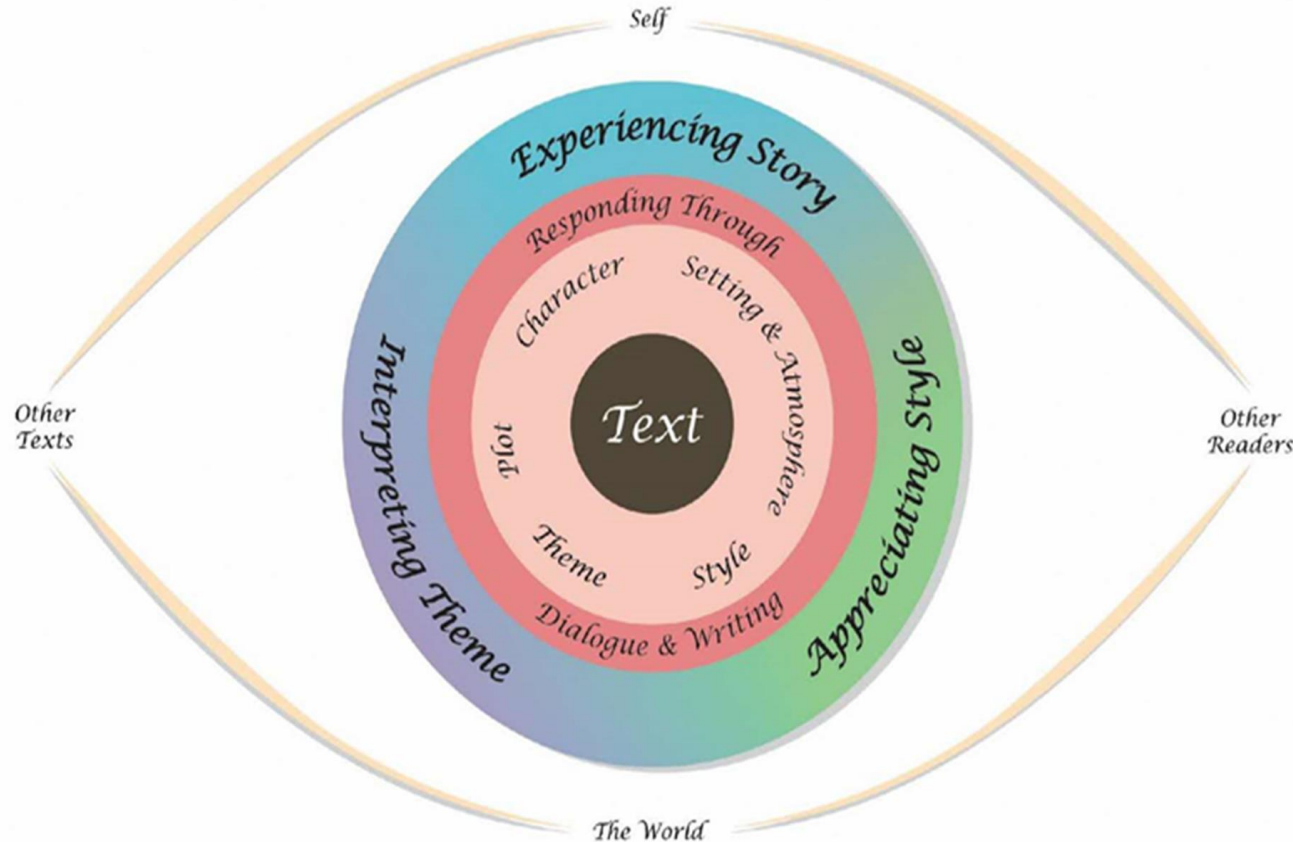 Self
Experiencing Story
Responding Through
Character
Setting & Atmosphere
Other
Texts
Interpreting Theme
Plot
Text
Appreciating Style
Other
Readers
Theme
Style
Dialogue & Writing
The World